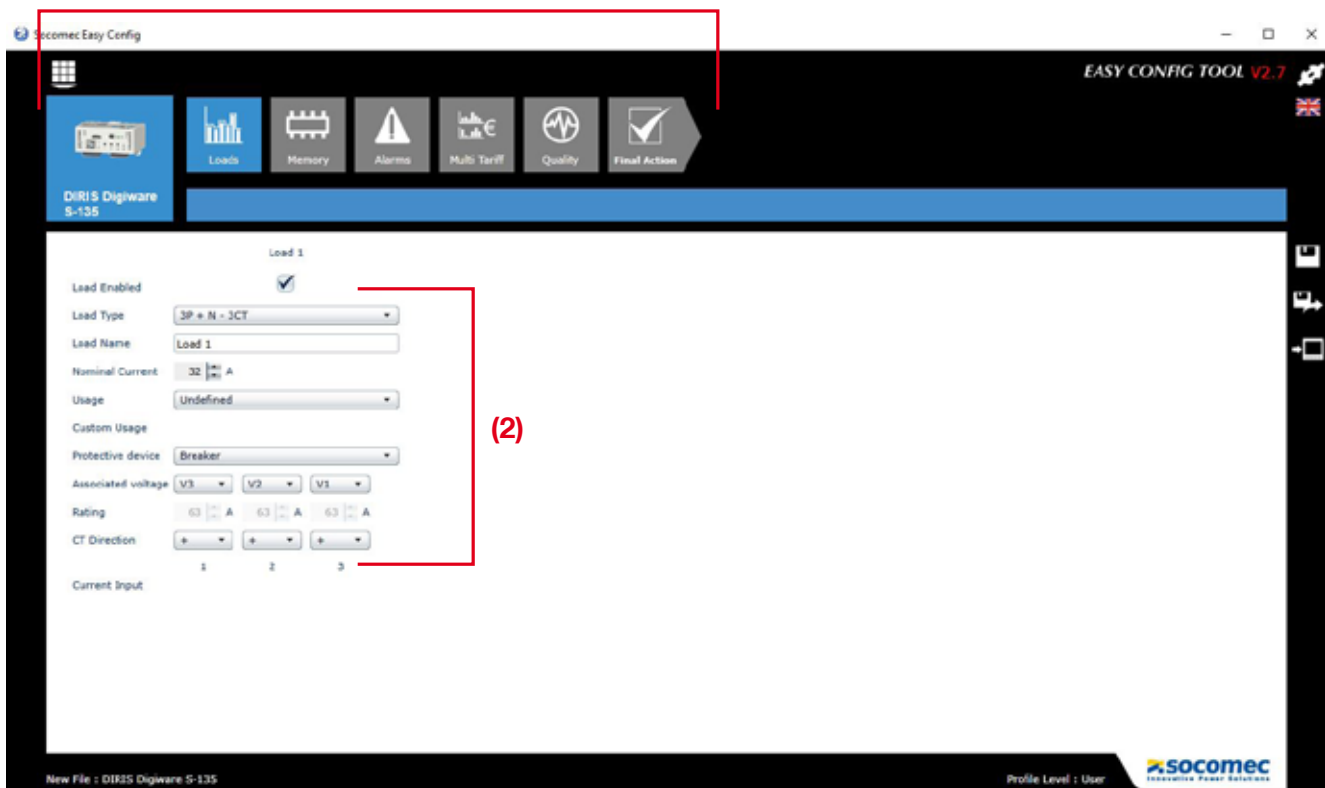 Socomec Easy Config
EASY CONFIG TOOL V2.7
Loads
Memory
Alarms
Multi Tariff
Quality
Final Action
DIRIS Digiware
S-135
Load 1
Load Enabled
Load Type 3P + N - 3CT
Load Name Load 1
Nominal Current 32 A
Usage Undefined
(2)
Custom Usage
Protective device Breaker
Associated voltage V3 V2 V1
Rating 63 A 63 A 63 A
CT Direction + + +
1 2 3
Current Input
New File : DIRIS Digiware S-135
Profile Level : User
socomec
Innovative Power Solutions